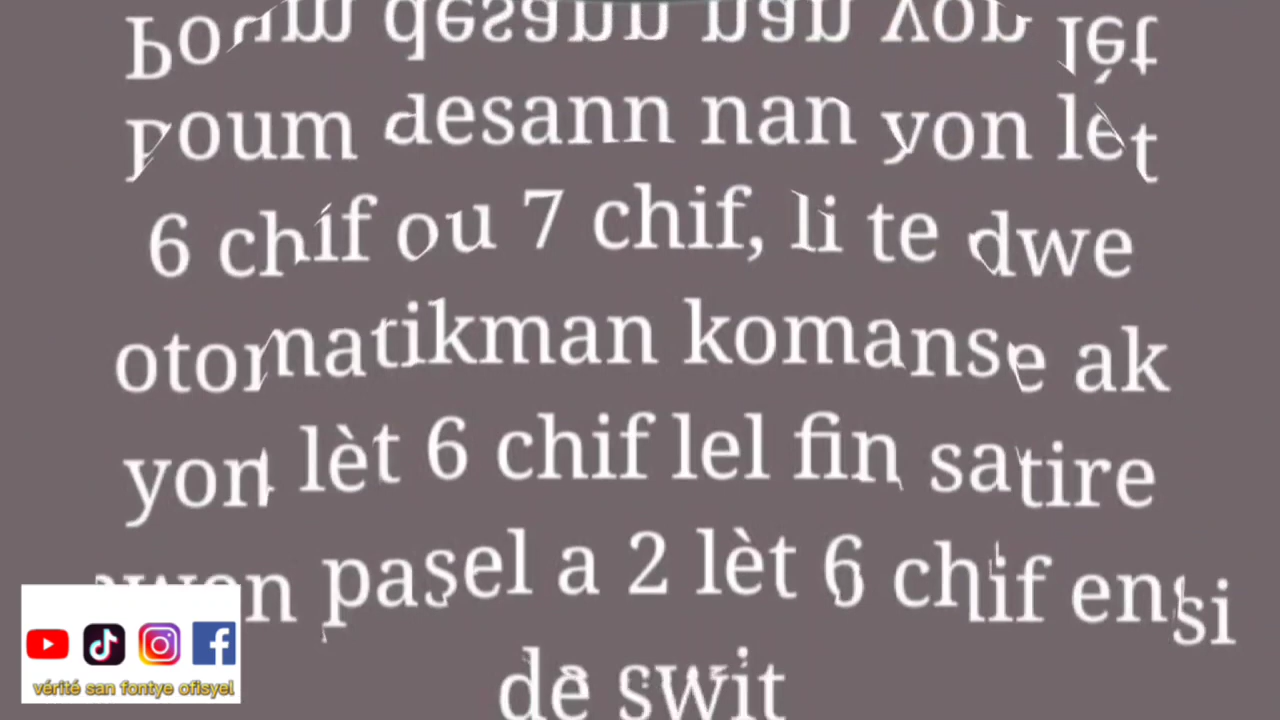 Poum desann nan yon lèt
Poum desann nan yon lèt
6 chif ou 7 chif, li te dwe
otomatikman komanse ak
yon lèt 6 chif lel fin satire
pasel a 2 lèt 6 chif ensi
de swit
vérité san fontye ofisyel